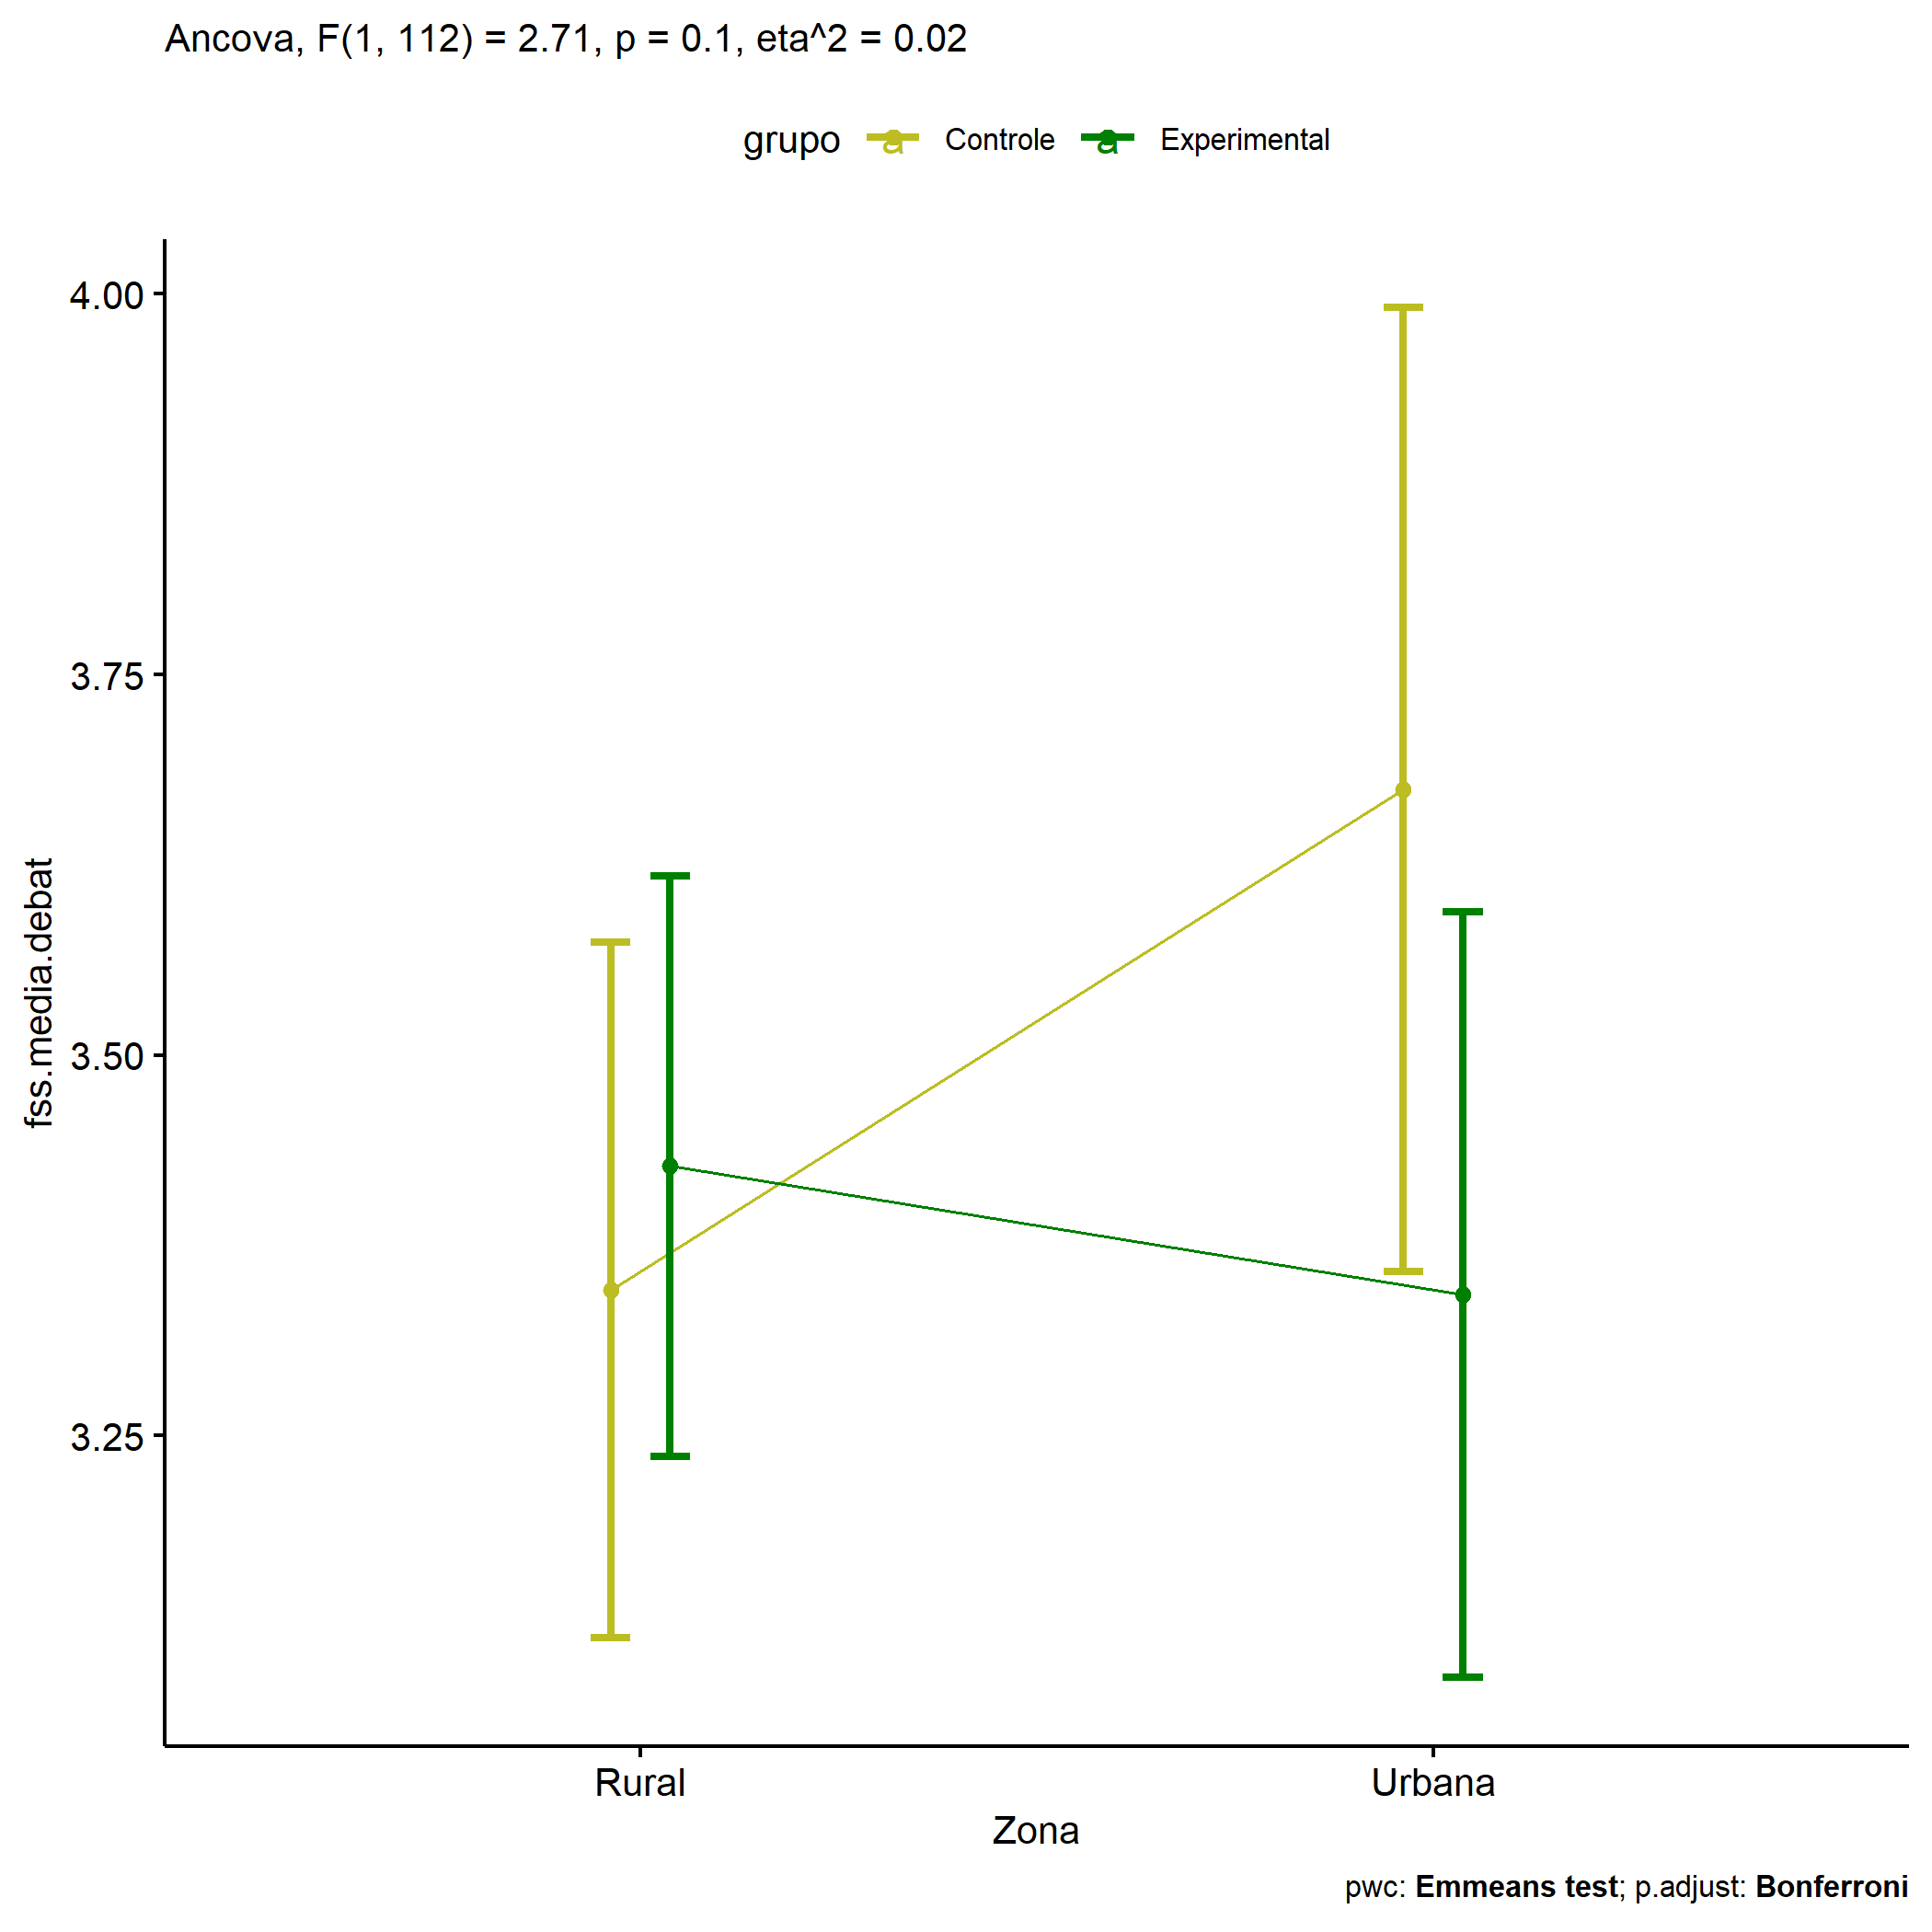 Ancova, F(1, 112) = 2.71, p = 0.1, eta^2 = 0.02
grupo a Controle a Experimental
4.00
3.75
3.50
3.25
fss.media.debat
Rural Urbana
Zona
pwc: Emmeans test; p.adjust: Bonferroni